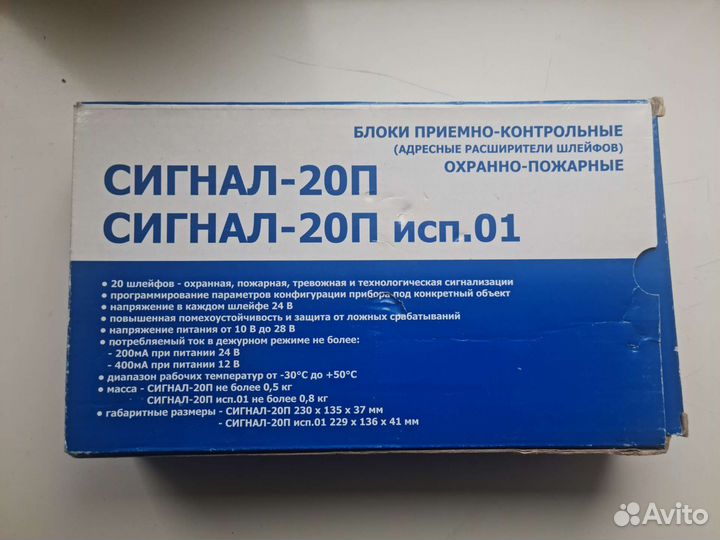 БЛОКИ ПРИЕМНО-КОНТРОЛЬНЫЕ
(АДРЕСНЫЕ РАСШИРИТЕЛИ ШЛЕЙФОВ)
ОХРАННО-ПОЖАРНЫЕ
СИГНАЛ-20П
СИГНАЛ-20П исп.01
• 20 шлейфов - охранная, пожарная, тревожная и технологическая сигнализации
• программирование параметров конфигурации прибора под конкретный объект
• напряжение в каждом шлейфе 24 В
• повышенная помехоустойчивость и защита от ложных срабатываний
• напряжение питания от 10 В до 28 В
• потребляемый ток в дежурном режиме не более:
- 200мА при питании 24 В
- 400мА при питании 12 В
• диапазон рабочих температур от -30°С до +50°С
• масса - СИГНАЛ-20П не более 0,5 кг
СИГНАЛ-20П исп.01 не более 0,8 кг
• габаритные размеры - СИГНАЛ-20П 230 х 135 х 37 мм
- СИГНАЛ-20П исп.01 229 х 136 х 41 мм
Avito